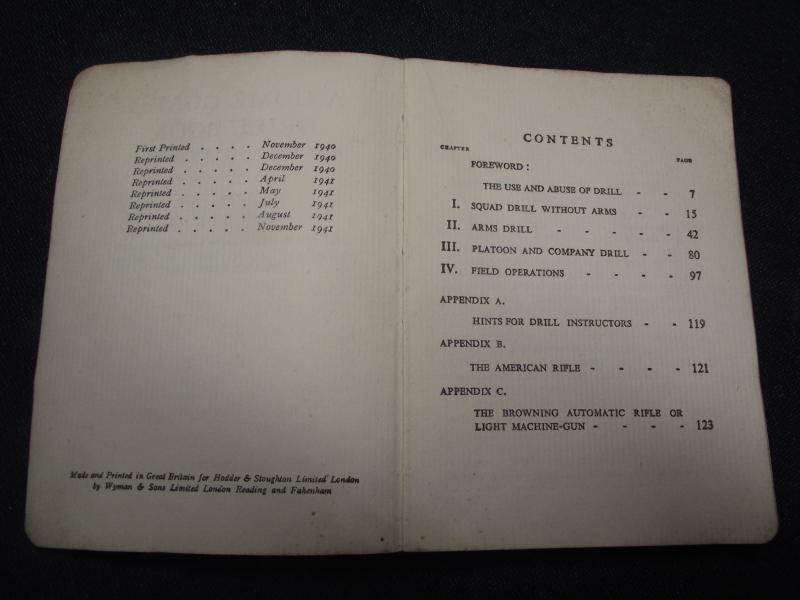 First Printed . . . . November 1940
Reprinted . . . . . December 1940
Reprinted . . . . . December 1940
Reprinted . . . . . April 1941
Reprinted . . . . . May 1941
Reprinted . . . . . July 1941
Reprinted . . . . . August 1941
Reprinted . . . . . November 1941
Made and Printed in Great Britain for Hodder & Stoughton Limited London
by Wyman & Sons Limited London Reading and Fakenham
CONTENTS
CHAPTER PAGE
FOREWORD :
THE USE AND ABUSE OF DRILL - - 7
I. SQUAD DRILL WITHOUT ARMS - - 15
II. ARMS DRILL - - - - - 42
III. PLATOON AND COMPANY DRILL - - 80
IV. FIELD OPERATIONS - - - - 97
APPENDIX A.
HINTS FOR DRILL INSTRUCTORS - - 119
APPENDIX B.
THE AMERICAN RIFLE - - - - 121
APPENDIX C.
THE BROWNING AUTOMATIC RIFLE OR
LIGHT MACHINE-GUN - - - - 123